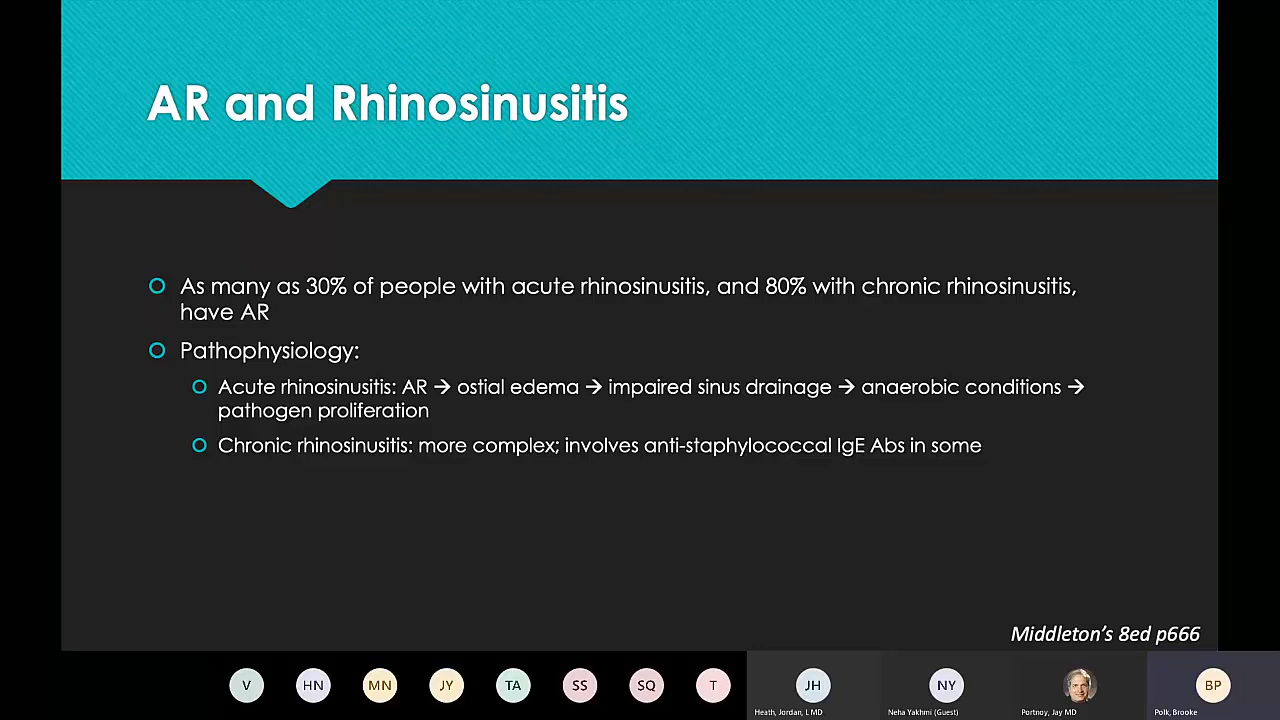 AR and Rhinosinusitis
As many as 30% of people with acute rhinosinusitis, and 80% with chronic rhinosinusitis,
have AR
Pathophysiology:
Acute rhinosinusitis: AR → ostial edema → impaired sinus drainage → anaerobic conditions →
pathogen proliferation
Chronic rhinosinusitis: more complex; involves anti-staphylococcal IgE Abs in some
Middleton's 8ed p666
V HN MN JY TA SS SQ T JH NY BP
Heath, Jordan, L MD Neha Yakhmi (Guest) Portnoy, Jay MD Polk, Brooke